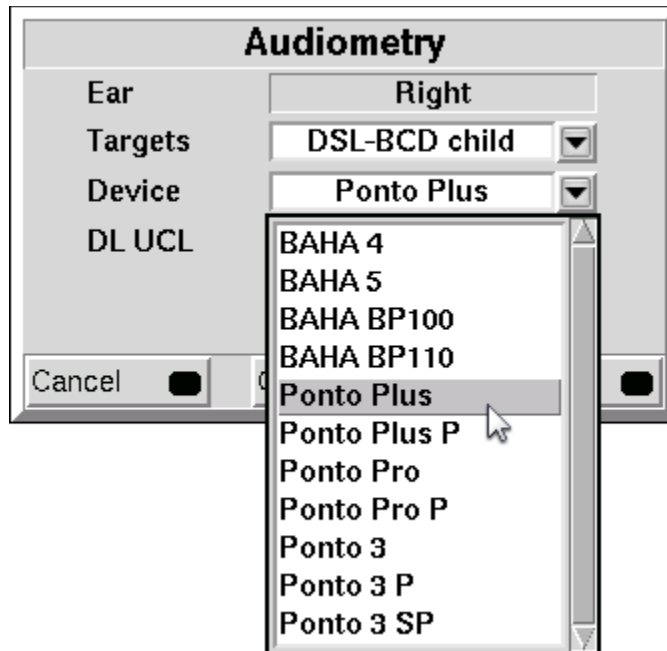 Audiometry
Ear Right
Targets DSL-BCD child
Device Ponto Plus
DL UCL
BAHA 4
BAHA 5
BAHA BP100
BAHA BP110
Cancel
Ponto Plus
Ponto Plus P
Ponto Pro
Ponto Pro P
Ponto 3
Ponto 3 P
Ponto 3 SP